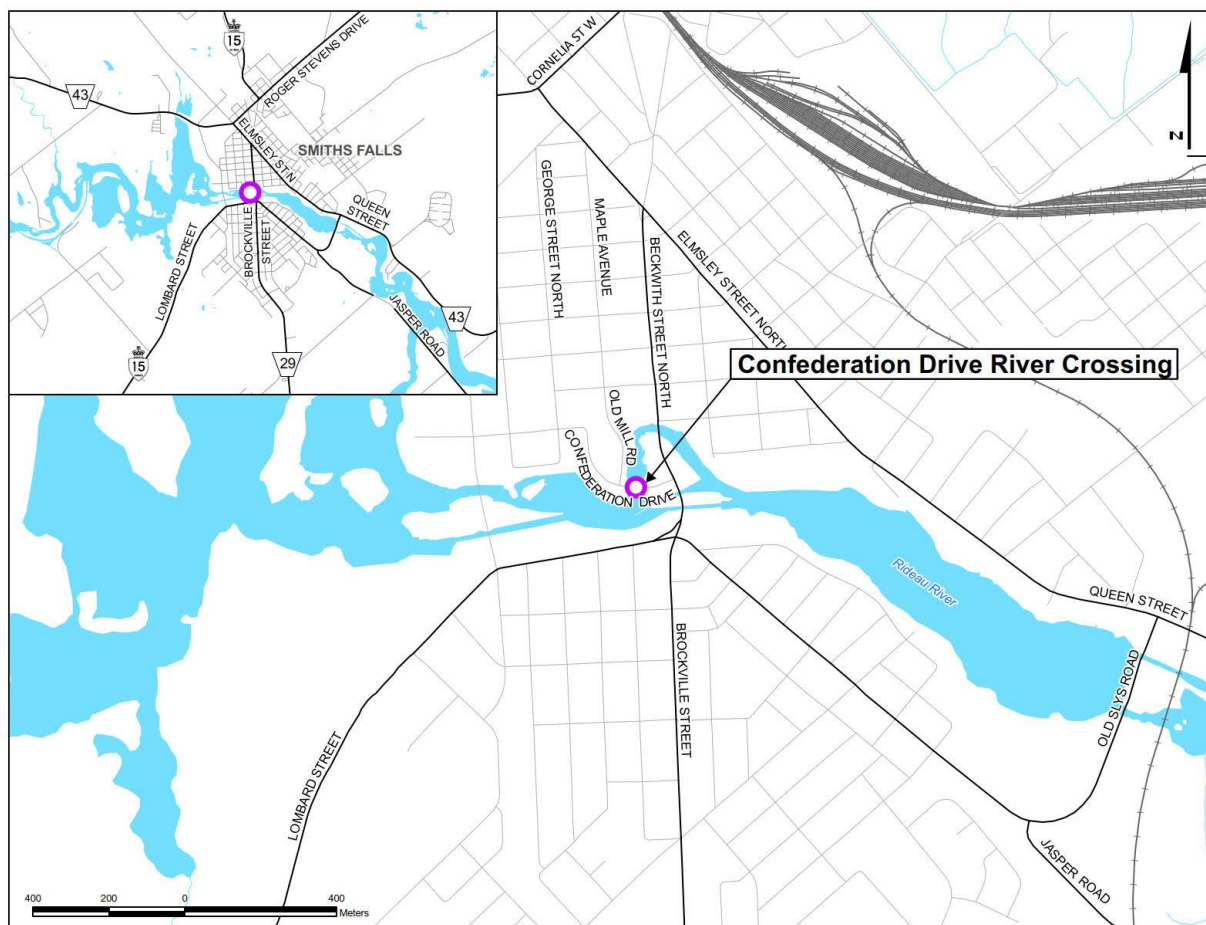 15
ROGER STEVENS DRIVE
43
ELMSLEY ST N
SMITHS FALLS
QUEEN
STREET
LOMBARD STREET
BROCKVILLE
STREET
JASPER ROAD
43
15
29
CORNELIA ST W
N
GEORGE STREET NORTH
MAPLE AVENUE
BECKWITH STREET NORTH
ELMSLEY STREET NORTH
Confederation Drive River Crossing
OLD MILL RD
CONFEDERATION DRIVE
Rideau River
QUEEN STREET
OLD SLYS ROAD
BROCKVILLE STREET
LOMBARD STREET
JASPER ROAD
400 200 0 400
Meters